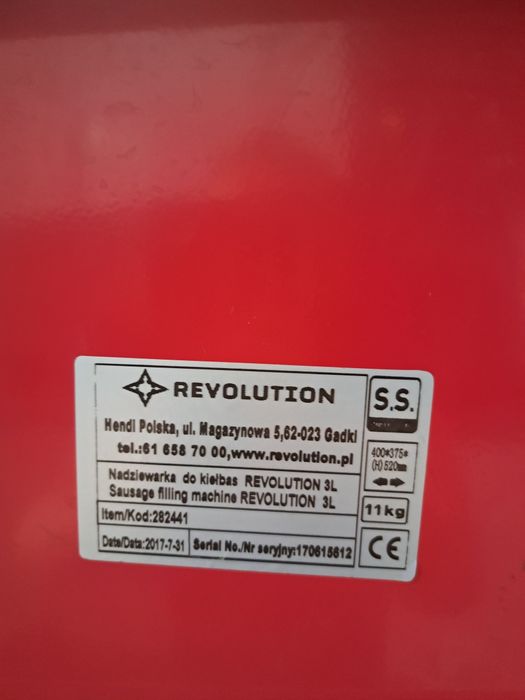 REVOLUTION
Hendi Polska, ul. Magazynowa 5,62-023 Gadki
tel.:61 658 70 00,www.revolution.pl
Nadziewarka do kiełbas REVOLUTION 3L
Sausage filling machine REVOLUTION 3L
Item/Kod:282441
Date/Data:2017-7-31 Serial No./Nr seryjny:170615612
S.S.
400*375*
(H)520mm
11kg
CE